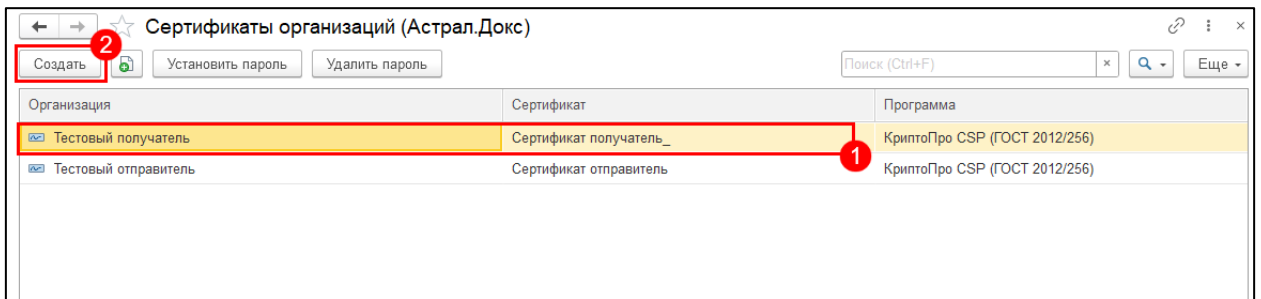 Сертификаты организаций (Астрал.Докс)
2
Создать Установить пароль Удалить пароль Поиск (Ctrl+F) × Еще
Организация Сертификат Программа
Тестовый получатель Сертификат получатель_ КриптоПро CSP (ГОСТ 2012/256)
1
Тестовый отправитель Сертификат отправитель КриптоПро CSP (ГОСТ 2012/256)